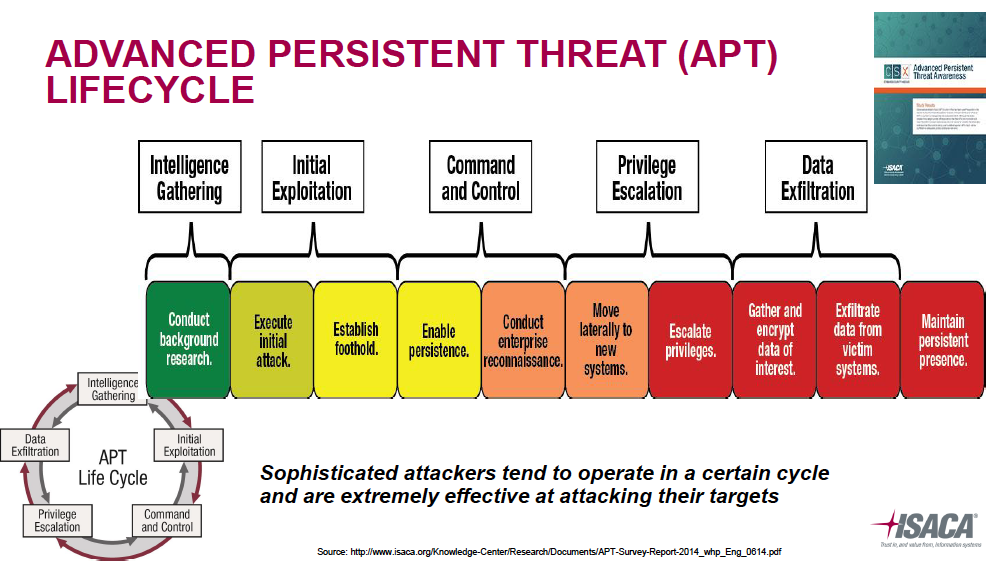 ADVANCED PERSISTENT THREAT (APT)
LIFECYCLE
CSX
Advanced Persistent
Threat Awareness
Study Results
ISACA
Intelligence
Gathering
Initial
Exploitation
Command
and Control
Privilege
Escalation
Data
Exfiltration
Conduct
background
research.
Execute
initial
attack.
Establish
foothold.
Enable
persistence.
Conduct
enterprise
reconnaissance.
Move
laterally to
new
systems.
Escalate
privileges.
Gather and
encrypt
data of
interest.
Exfiltrate
data from
victim
systems.
Maintain
persistent
presence.
Intelligence
Gathering
Data
Exfiltration
Initial
Exploitation
APT
Life Cycle
Privilege
Escalation
Command
and Control
Sophisticated attackers tend to operate in a certain cycle
and are extremely effective at attacking their targets
ISACA®
Trust in, and value from, information systems
Source: http://www.isaca.org/Knowledge-Center/Research/Documents/APT-Survey-Report-2014_whp_Eng_0614.pdf